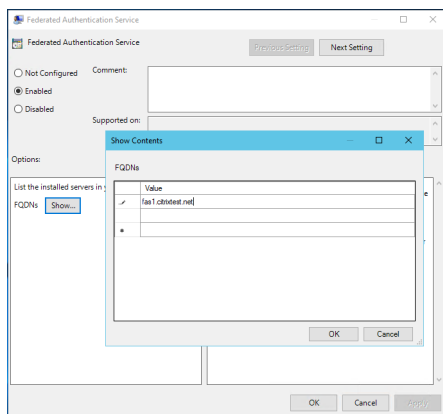 Federated Authentication Service
Federated Authentication Service
Previous Setting
Next Setting
Not Configured
Comment:
Enabled
Disabled
Supported on:
Options:
Show Contents
FQDNs
Value
fas1.citrixtest.net
OK
Cancel
List the installed servers in
FQDNs
Show...
OK
Cancel
Apply